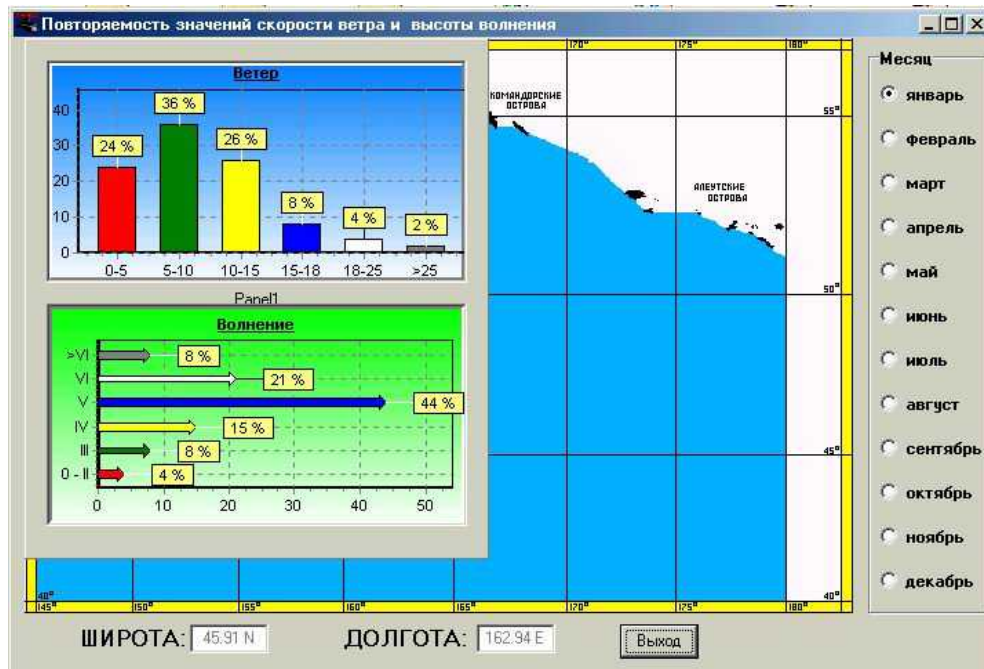 Повторяемость значений скорости ветра и высоты волнения
Ветер
40
30
20
10
0
24 %
36 %
26 %
8 %
4 %
2 %
0-5 5-10 10-15 15-18 18-25 >25
Panel1
Волнение
>VI 8 %
VI 21 %
V 44 %
IV 15 %
III 8 %
0 - II 4 %
0 10 20 30 40 50
170° 175° 180°
КОМАНДОРСКИЕ
ОСТРОВА
55°
АЛЕУТСКИЕ
ОСТРОВА
50°
45°
40° 40°
145° 150° 155° 160° 165° 170° 175° 180°
Месяц
январь
февраль
март
апрель
май
июнь
июль
август
сентябрь
октябрь
ноябрь
декабрь
ШИРОТА: 45.91 N ДОЛГОТА: 162.94 E Выход